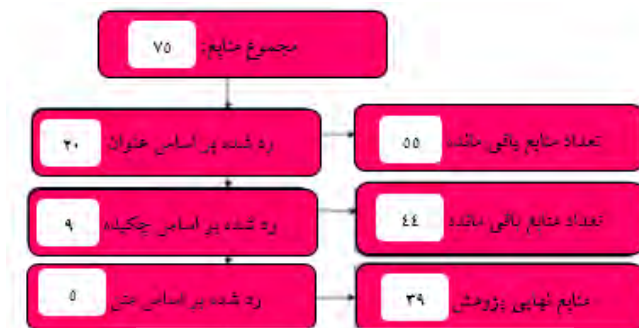 مجموع منابع: ۷۵
رد شده بر اساس عنوان ۲۰
تعداد منابع باقی مانده ۵۵
رد شده بر اساس چکیده ۹
تعداد منابع باقی مانده ٤٤
رد شده بر اساس متن ۵
منابع نهایی پژوهش ۳۹